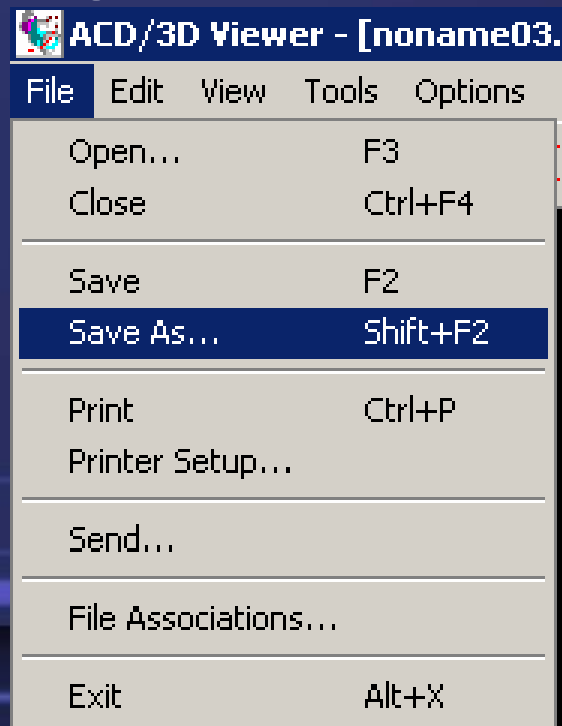 ACD/3D Viewer - [noname03.
File Edit View Tools Options
Open... F3
Close Ctrl+F4
Save F2
Save As... Shift+F2
Print Ctrl+P
Printer Setup...
Send...
File Associations...
Exit Alt+X